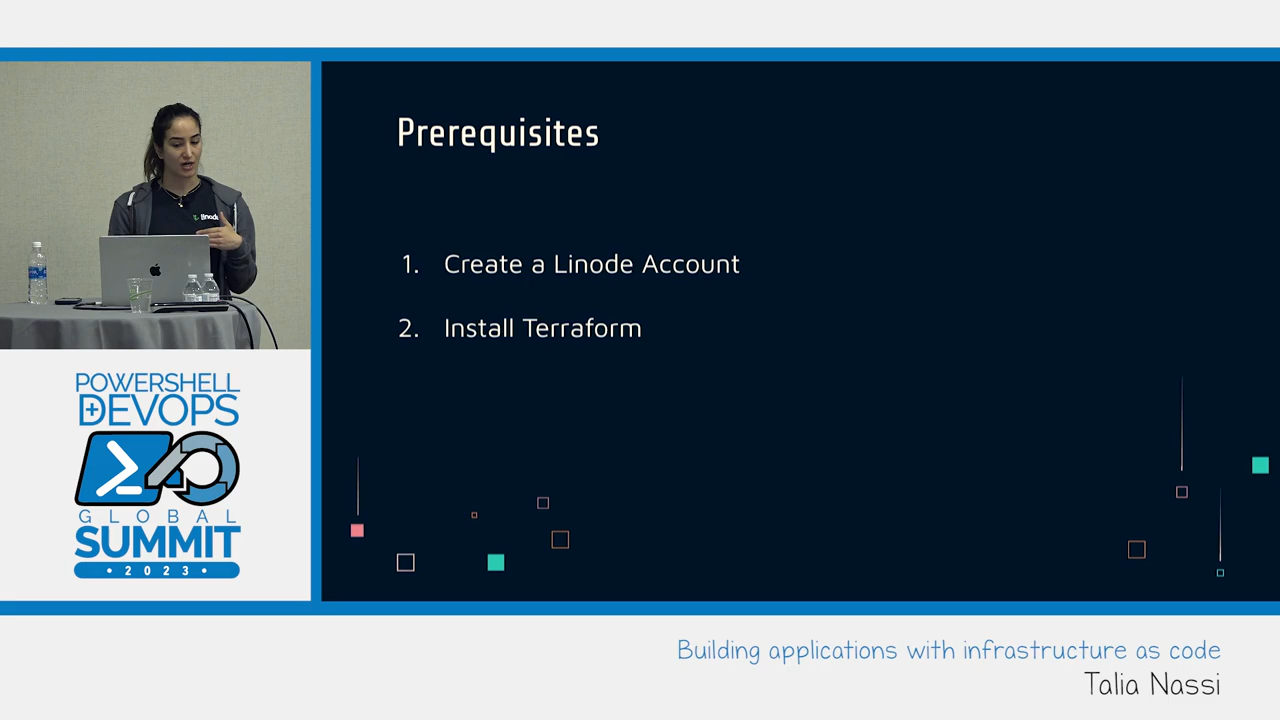 Prerequisites
1. Create a Linode Account
2. Install Terraform
linode
POWERSHELL
+DEVOPS
GLOBAL
SUMMIT
• 2023 •
Building applications with infrastructure as code
Talia Nassi